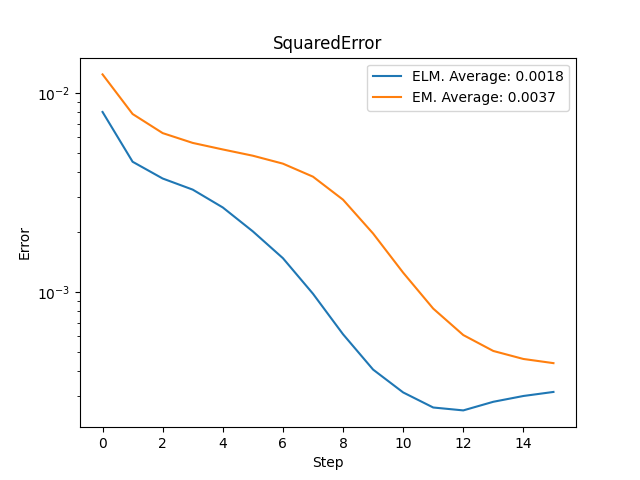 SquaredError
ELM. Average: 0.0018
EM. Average: 0.0037
Error
10⁻²
10⁻³
0 2 4 6 8 10 12 14
Step